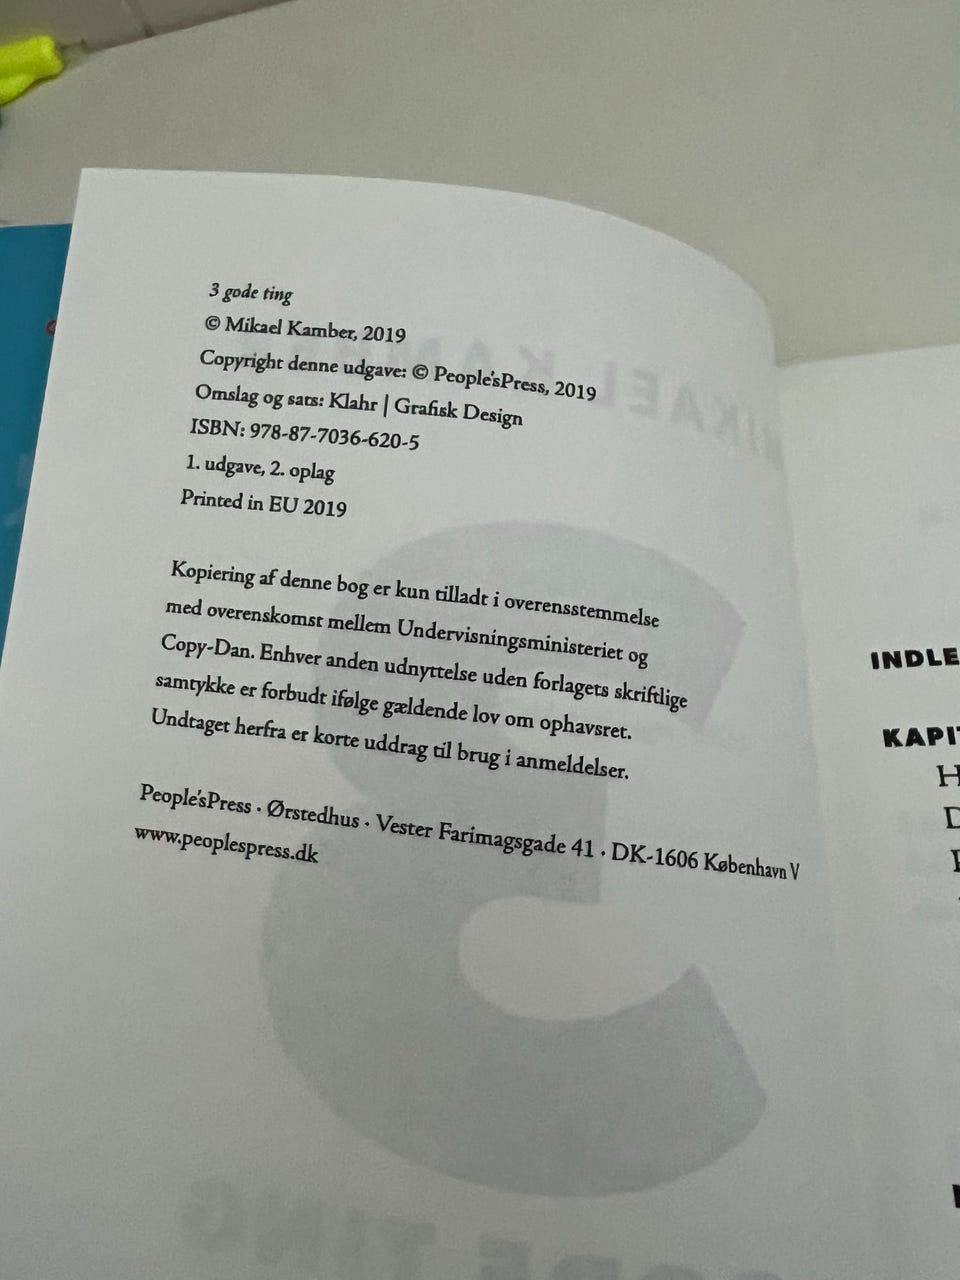 3 gode ting
© Mikael Kamber, 2019
Copyright denne udgave: © People'sPress, 2019
Omslag og sats: Klahr | Grafisk Design
ISBN: 978-87-7036-620-5
1. udgave, 2. oplag
Printed in EU 2019
Kopiering af denne bog er kun tilladt i overensstemmelse
med overenskomst mellem Undervisningsministeriet og
Copy-Dan. Enhver anden udnyttelse uden forlagets skriftlige
samtykke er forbudt ifølge gældende lov om ophavsret.
Undtaget herfra er korte uddrag til brug i anmeldelser.
People'sPress · Ørstedhus · Vester Farimagsgade 41 · DK-1606 København V
www.peoplespress.dk
INDLE
KAPI
H
D